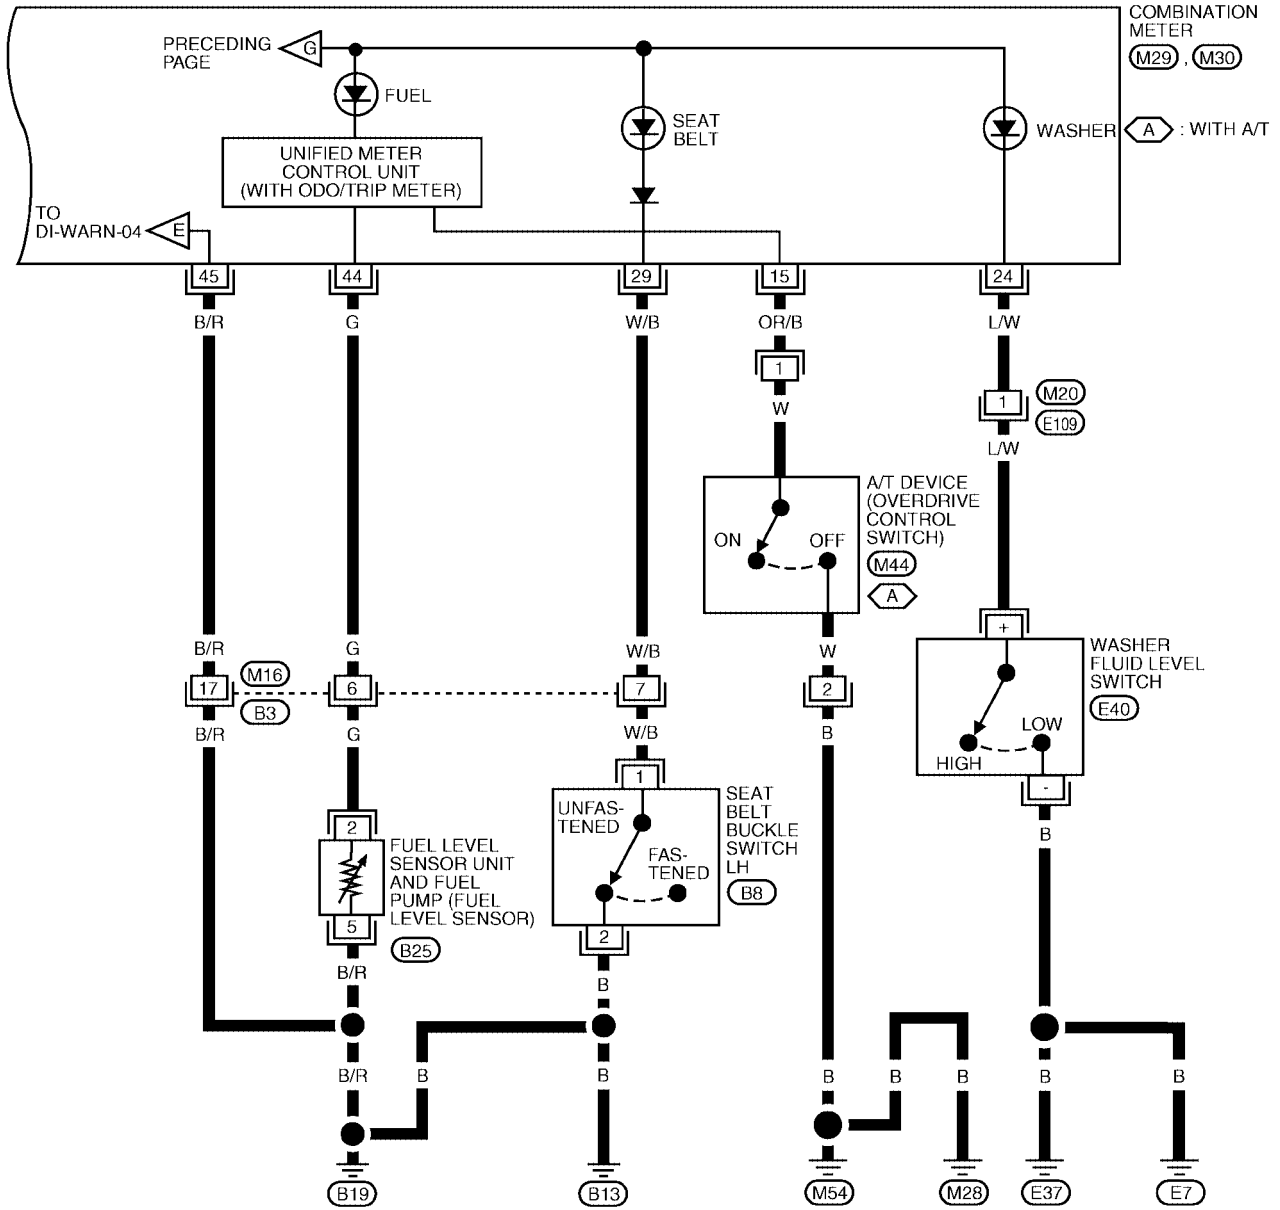 COMBINATION
METER
M29 , M30
PRECEDING
PAGE
G
FUEL
SEAT
BELT
WASHER
A : WITH A/T
UNIFIED METER
CONTROL UNIT
(WITH ODO/TRIP METER)
TO
DI-WARN-04
E
45
44
29
15
24
B/R
G
W/B
OR/B
L/W
1
W
1
M20
E109
L/W
A/T DEVICE
(OVERDRIVE
CONTROL
SWITCH)
M44
A
ON
OFF
B/R
G
W/B
W
+
WASHER
FLUID LEVEL
SWITCH
E40
LOW
HIGH
-
17
M16
B3
6
7
2
B/R
G
W/B
B
1
SEAT
BELT
BUCKLE
SWITCH
LH
B8
UNFAS-
TENED
FAS-
TENED
2
2
FUEL LEVEL
SENSOR UNIT
AND FUEL
PUMP (FUEL
LEVEL SENSOR)
B25
5
B/R
B
B
B/R
B
B
B
B
B
B
B
B19
B13
M54
M28
E37
E7